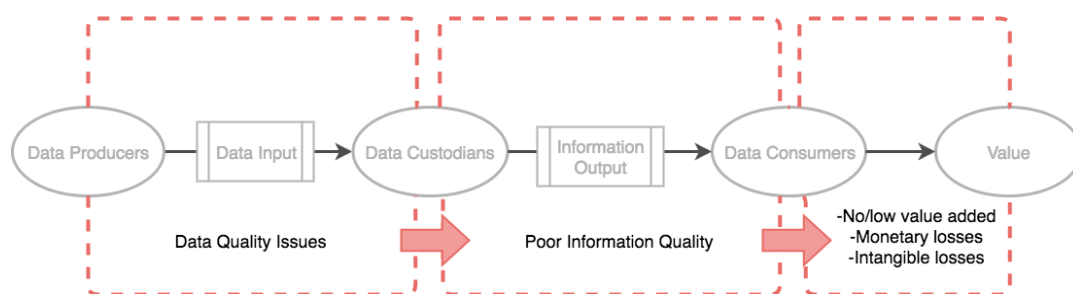 Data Producers
Data Input
Data Custodians
Information
Output
Data Consumers
Value
Data Quality Issues
Poor Information Quality
-No/low value added
-Monetary losses
-Intangible losses